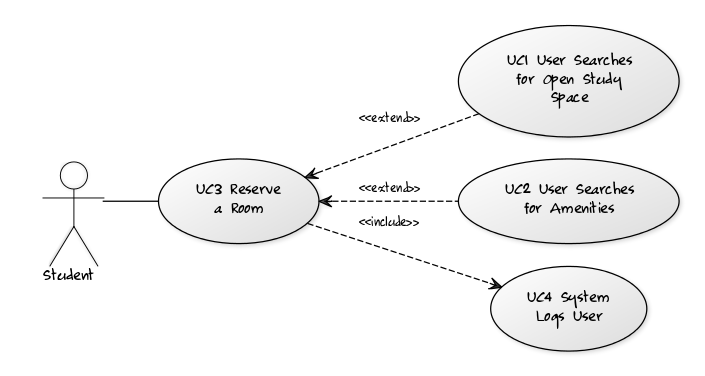 UC1 User Searches
for Open Study
Space
<<extend>>
<<extend>>
UC3 Reserve
a Room
UC2 User Searches
for Amenities
<<include>>
Student
UC4 System
Logs User